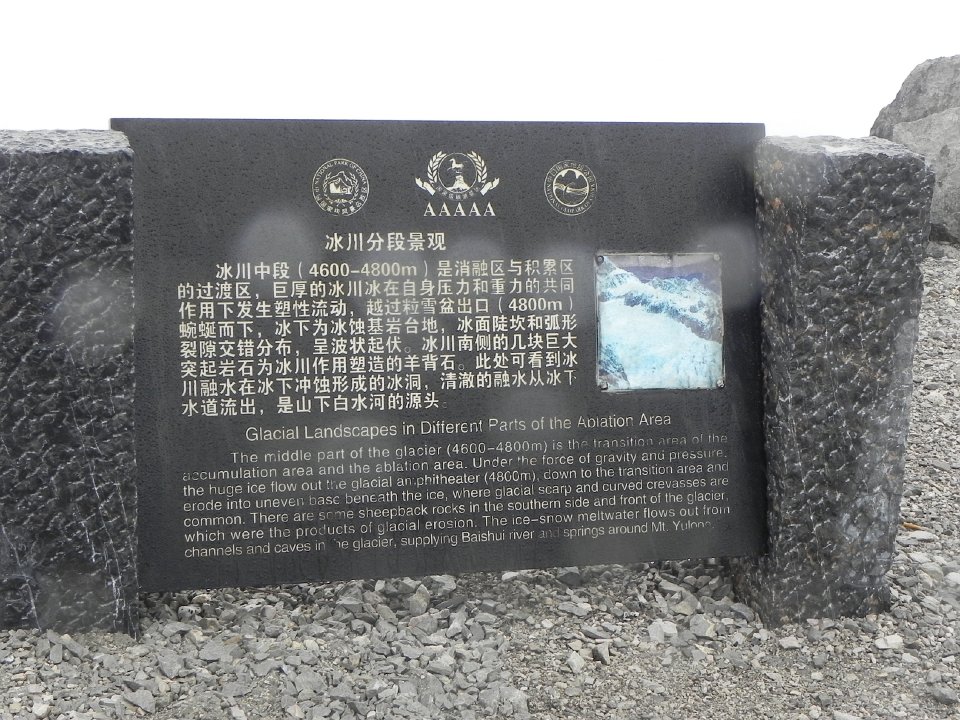 AAAAA
冰川分段景观
冰川中段（4600-4800m）是消融区与积累区
的过渡区，巨厚的冰川冰在自身压力和重力的共同
作用下发生塑性流动，越过粒雪盆出口（4800m）
蜿蜒而下，冰下为冰蚀基岩台地，冰面陡坎和弧形
裂隙交错分布，呈波状起伏。冰川南侧的几块巨大
突起岩石为冰川作用塑造的羊背石。此处可看到冰
川融水在冰下冲蚀形成的冰洞，清澈的融水从冰下
水道流出，是山下白水河的源头。
Glacial Landscapes in Different Parts of the Ablation Area
The middle part of the glacier (4600-4800m) is the transition area of the
accumulation area and the ablation area. Under the force of gravity and pressure,
the huge ice flow out the glacial amphitheater (4800m), down to the transition area and
erode into uneven base beneath the ice, where glacial scarp and curved crevasses are
common. There are some sheepback rocks in the southern side and front of the glacier,
which were the products of glacial erosion. The ice-snow meltwater flows out from
channels and caves in the glacier, supplying Baishui river and springs around Mt. Yulong.